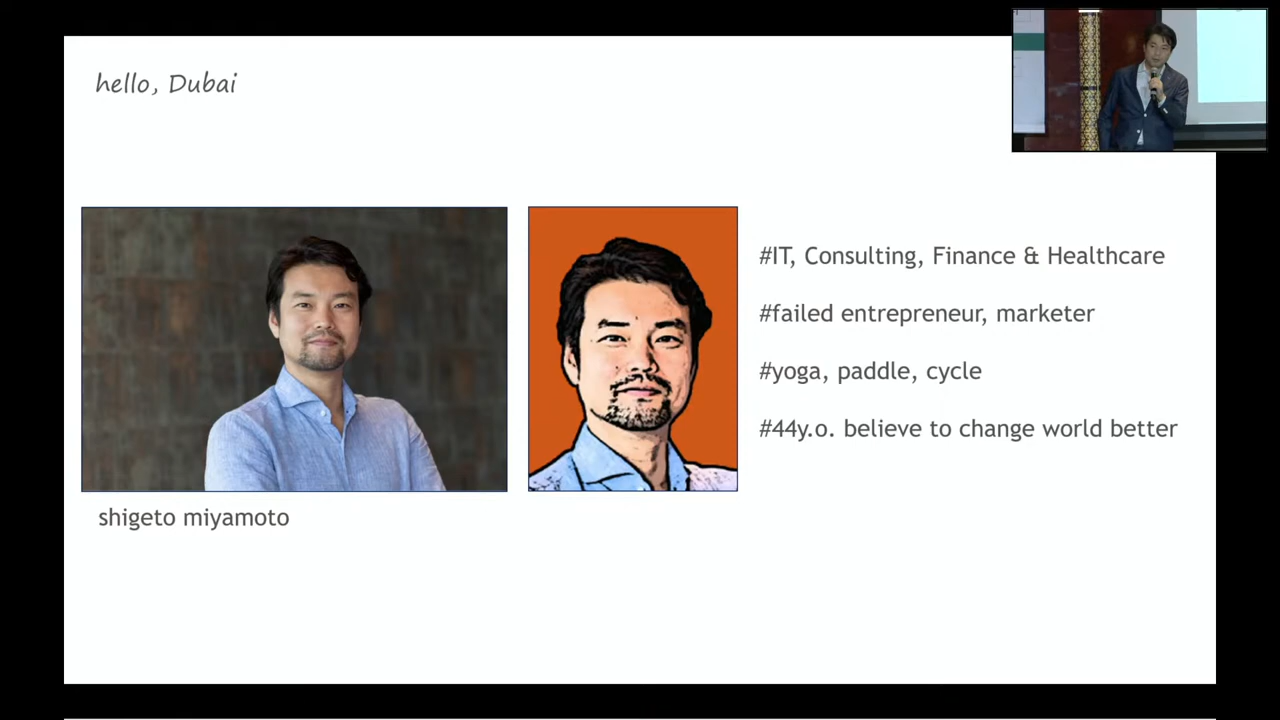 hello, Dubai
#IT, Consulting, Finance & Healthcare
#failed entrepreneur, marketer
#yoga, paddle, cycle
#44y.o. believe to change world better
shigeto miyamoto